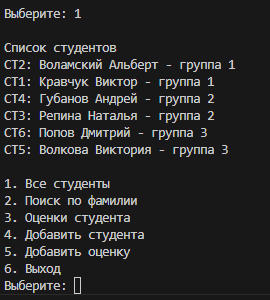 Выберите: 1
Список студентов
СТ2: Воламский Альберт - группа 1
СТ1: Кравчук Виктор - группа 1
СТ4: Губанов Андрей - группа 2
СТ3: Репина Наталья - группа 2
СТ6: Попов Дмитрий - группа 3
СТ5: Волкова Виктория - группа 3
1. Все студенты
2. Поиск по фамилии
3. Оценки студента
4. Добавить студента
5. Добавить оценку
6. Выход
Выберите: